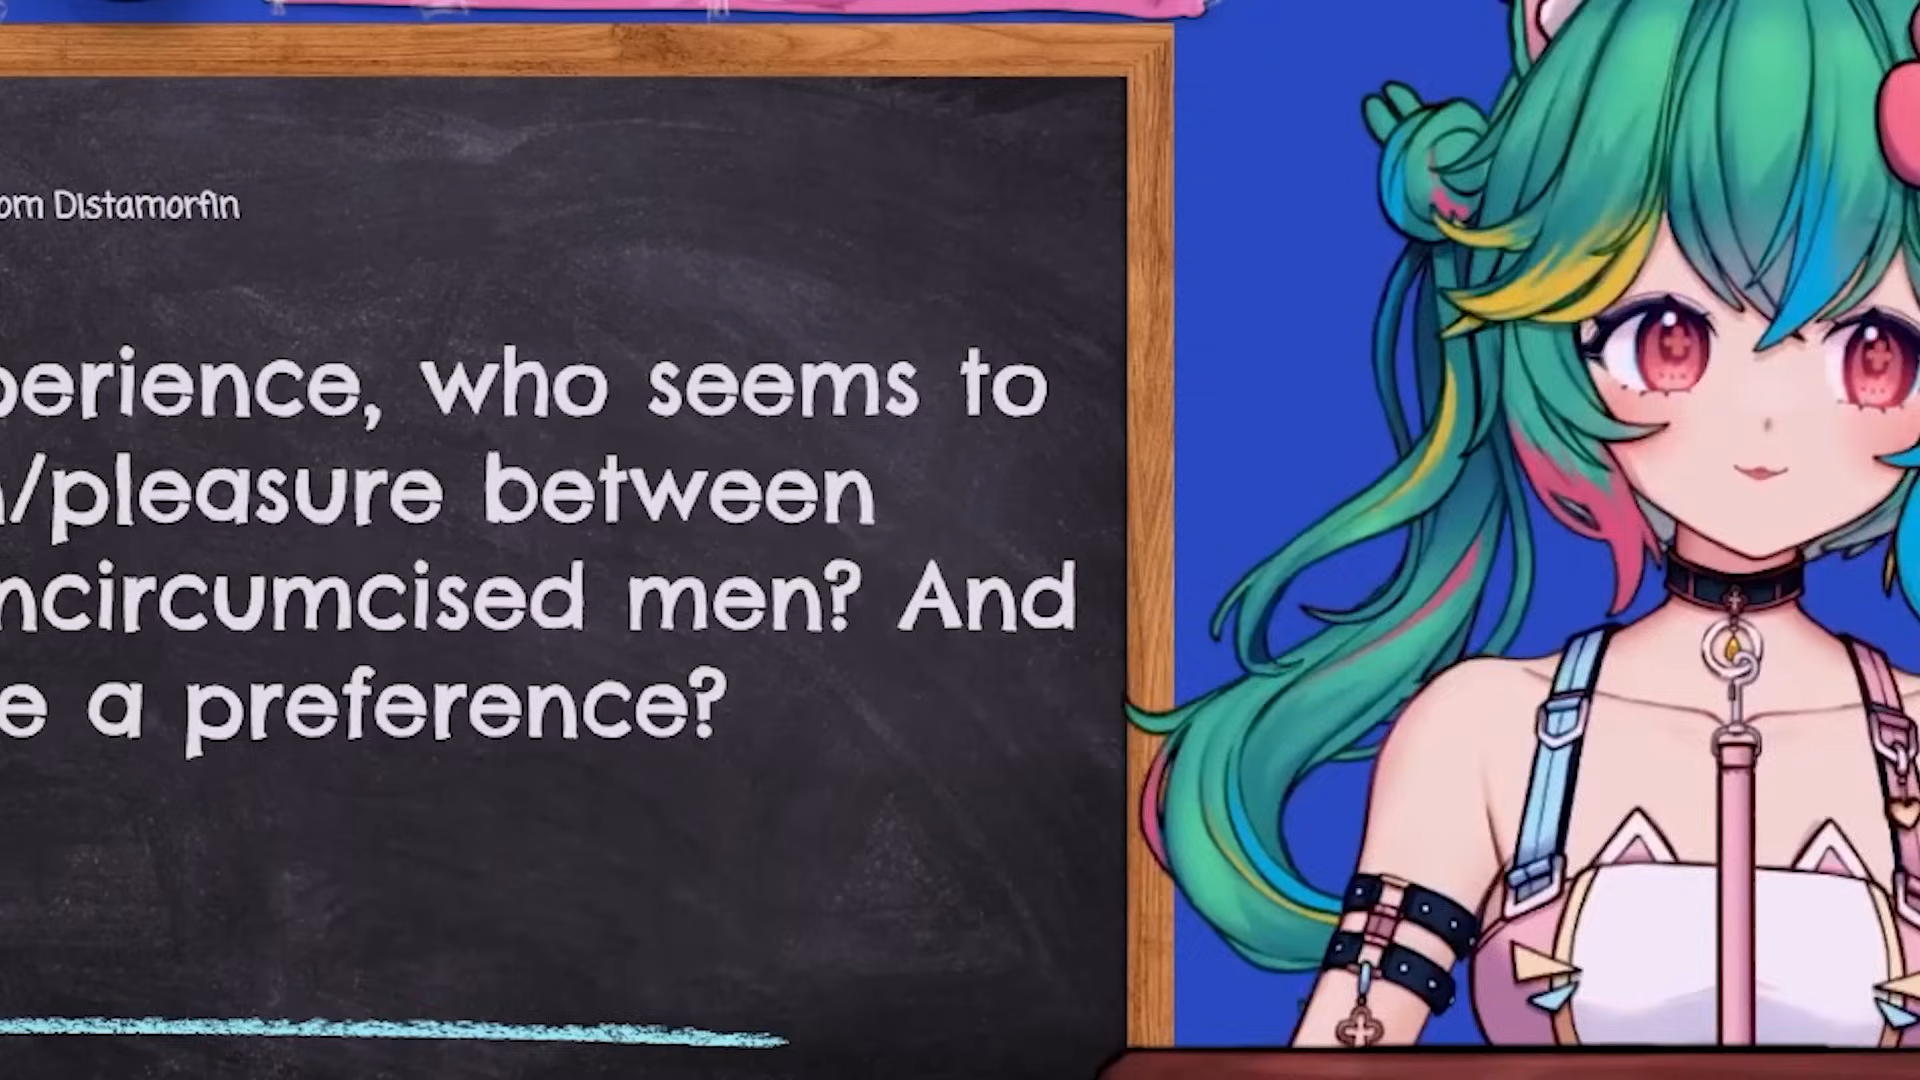 om Distamorfin
perience, who seems to
/pleasure between
ncircumcised men? And
e a preference?